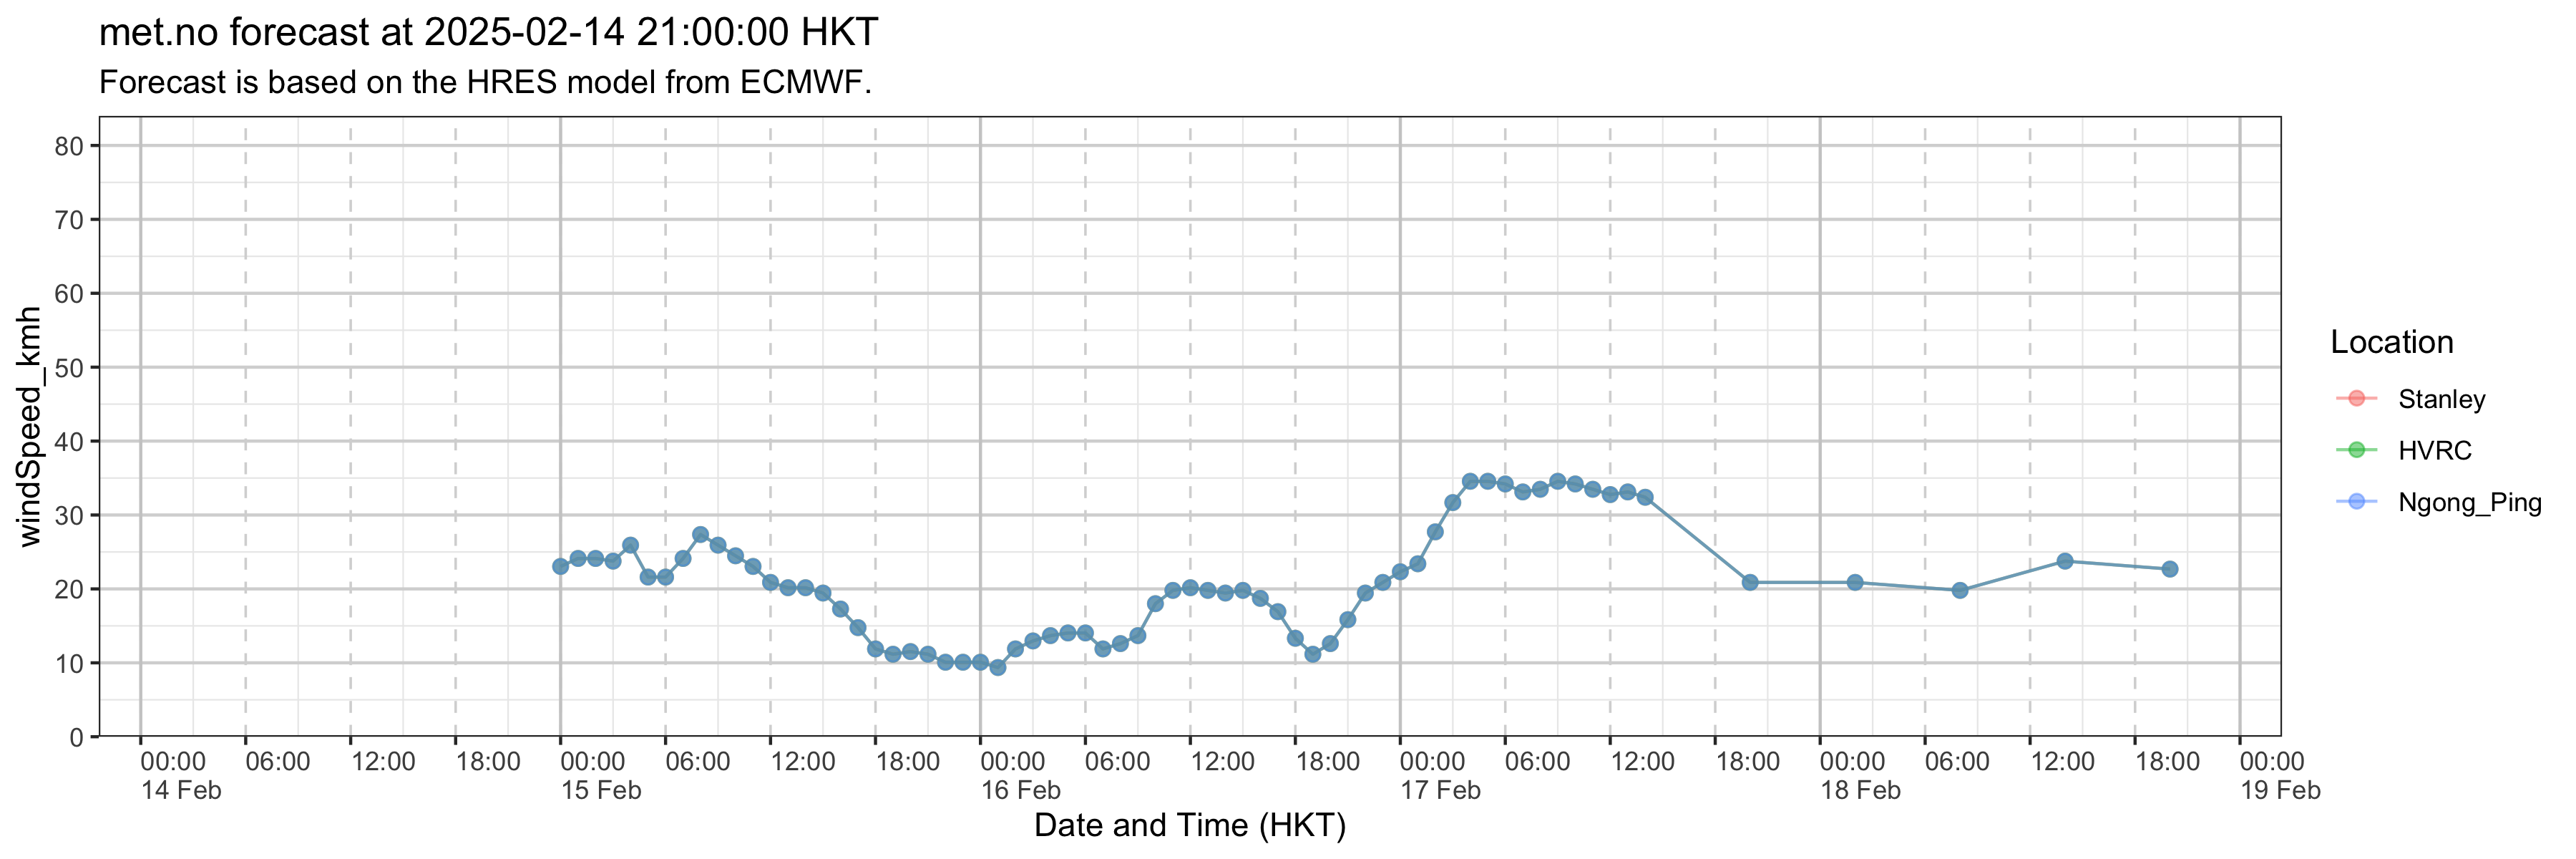 met.no forecast at 2025-02-14 21:00:00 HKT
Forecast is based on the HRES model from ECMWF.
windSpeed_kmh
80
70
60
50
40
30
20
10
0
00:00 06:00 12:00 18:00 00:00 06:00 12:00 18:00 00:00 06:00 12:00 18:00 00:00 06:00 12:00 18:00 00:00 06:00 12:00 18:00 00:00
14 Feb 15 Feb 16 Feb 17 Feb 18 Feb 19 Feb
Date and Time (HKT)
Location
Stanley
HVRC
Ngong_Ping